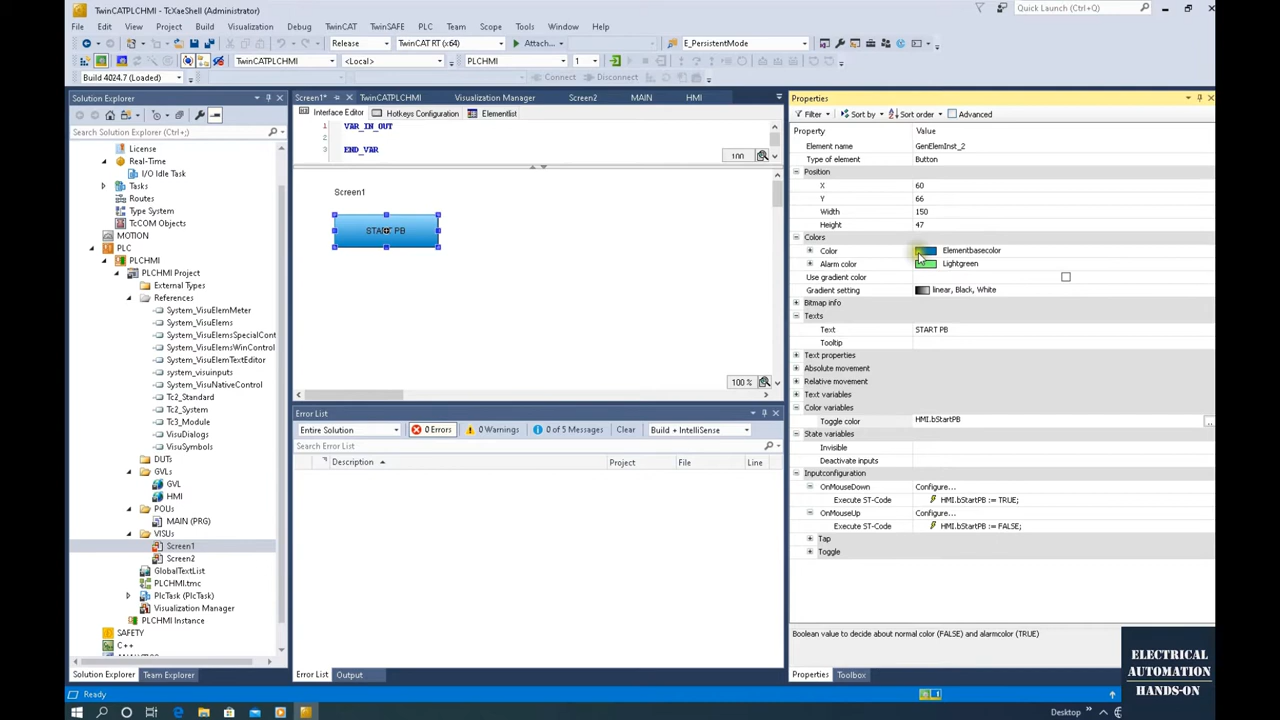 TwinCATPLCHMI - TcXaeShell (Administrator)
Quick Launch (Ctrl+;)
File Edit View Project Build Visualization Debug TwinCAT TwinSAFE PLC Team Scope Tools Window Help
Release TwinCAT RT (x64) Attach... E_PersistentMode
TwinCATPLCHMI <Local> PLCHMI 1
Build 4024.7 (Loaded) Connect Disconnect
Solution Explorer
Search Solution Explorer (Ctrl+;)
License
Real-Time
I/O Idle Task
Tasks
Routes
Type System
TcCOM Objects
MOTION
PLC
PLCHMI
PLCHMI Project
External Types
References
System_VisuElemMeter
System_VisuElems
System_VisuElemsSpecialCont
System_VisuElemsWinControl
System_VisuElemTextEditor
system_visuinputs
System_VisuNativeControl
Tc2_Standard
Tc2_System
Tc3_Module
VisuDialogs
VisuSymbols
DUTs
GVLs
GVL
HMI
POUs
MAIN (PRG)
VISUs
Screen1
Screen2
GlobalTextList
PLCHMI.tmc
PlcTask (PlcTask)
Visualization Manager
PLCHMI Instance
SAFETY
C++
Solution Explorer Team Explorer
Screen1* TwinCATPLCHMI Visualization Manager Screen2 MAIN HMI
Interface Editor Hotkeys Configuration Elementlist
1 VAR_IN_OUT
2
3 END_VAR
100
Screen1
START PB
100 %
Error List
Entire Solution 0 Errors 0 Warnings 0 of 5 Messages Clear Build + IntelliSense
Search Error List
Description Project File Line
Error List Output
Properties
Filter Sort by Sort order Advanced
Property Value
Element name GenElemInst_2
Type of element Button
Position
X 60
Y 66
Width 150
Height 47
Colors
Color Elementbasecolor
Alarm color Lightgreen
Use gradient color
Gradient setting linear, Black, White
Bitmap info
Texts
Text START PB
Tooltip
Text properties
Absolute movement
Relative movement
Text variables
Color variables
Toggle color HMI.bStartPB
State variables
Invisible
Deactivate inputs
Inputconfiguration
OnMouseDown Configure...
Execute ST-Code HMI.bStartPB := TRUE;
OnMouseUp Configure...
Execute ST-Code HMI.bStartPB := FALSE;
Tap
Toggle
Boolean value to decide about normal color (FALSE) and alarmcolor (TRUE)
Properties Toolbox
ELECTRICAL
AUTOMATION
HANDS-ON
Ready
Desktop